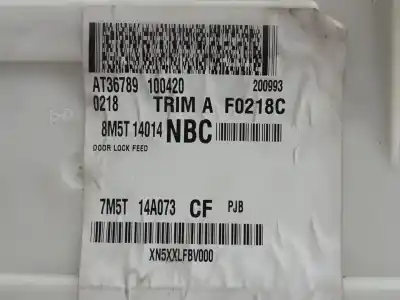 AT36789 100420 200993
0218 TRIM A F0218C
8M5T 14014 NBC
DOOR LOCK FEED
7M5T 14A073 CF PJB
XN5XXLFBV000